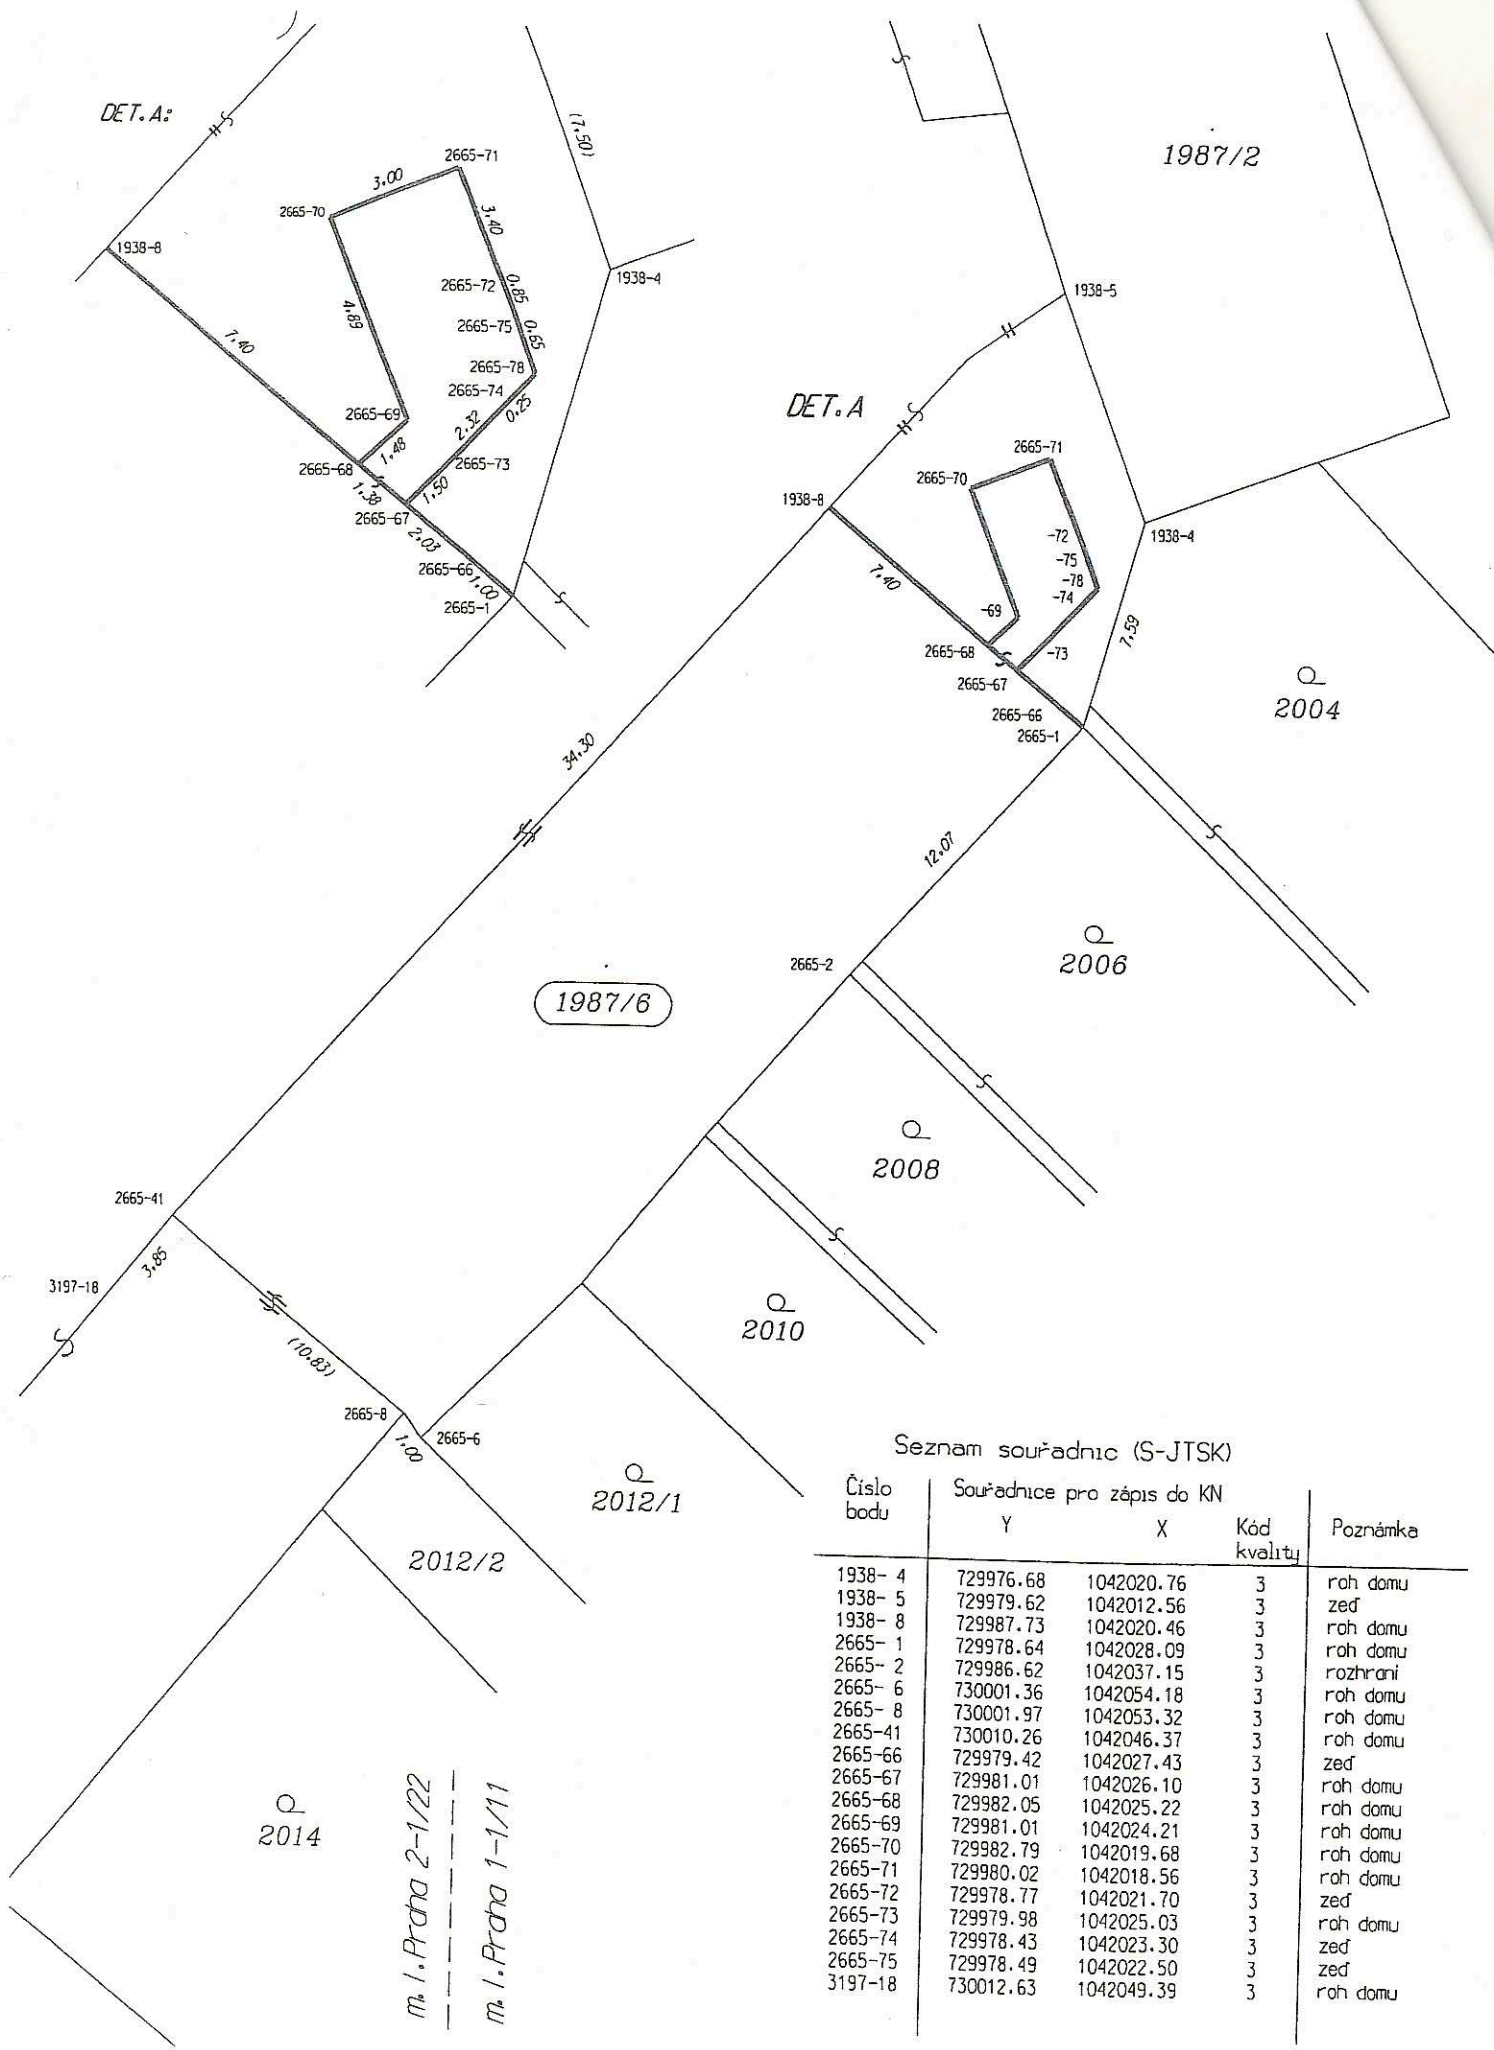 DET.A:
(7.50)
2665-71
3.00
2665-70
3.40
1938-8
1938-4
2665-72
0.85
4.89
2665-75
0.65
7.40
2665-78
2665-74
0.25
2665-69
2.32
1.48
2665-68
2665-73
1.38
1.50
2665-67
2.03
2665-66
1.00
2665-1
1987/2
1938-5
DET.A
2665-71
2665-70
1938-8
1938-4
-72
-75
-78
-74
7.40
-69
7.59
2665-68
-73
2665-67
2665-66
2665-1
2004
34.30
12.07
2006
2665-2
1987/6
2008
2665-41
3.85
3197-18
2010
(10.83)
2665-8
1.00
2665-6
2012/1
2012/2
2014
m.l.Praha 2-1/22
m.l.Praha 1-1/11
Seznam souřadnic (S-JTSK)
Číslo bodu Souřadnice pro zápis do KN
Y X Kód kvality Poznámka
1938- 4 729976.68 1042020.76 3 roh domu
1938- 5 729979.62 1042012.56 3 zeď
1938- 8 729987.73 1042020.46 3 roh domu
2665- 1 729978.64 1042028.09 3 roh domu
2665- 2 729986.62 1042037.15 3 rozhraní
2665- 6 730001.36 1042054.18 3 roh domu
2665- 8 730001.97 1042053.32 3 roh domu
2665-41 730010.26 1042046.37 3 roh domu
2665-66 729979.42 1042027.43 3 zeď
2665-67 729981.01 1042026.10 3 roh domu
2665-68 729982.05 1042025.22 3 roh domu
2665-69 729981.01 1042024.21 3 roh domu
2665-70 729982.79 1042019.68 3 roh domu
2665-71 729980.02 1042018.56 3 roh domu
2665-72 729978.77 1042021.70 3 zeď
2665-73 729979.98 1042025.03 3 roh domu
2665-74 729978.43 1042023.30 3 zeď
2665-75 729978.49 1042022.50 3 zeď
3197-18 730012.63 1042049.39 3 roh domu